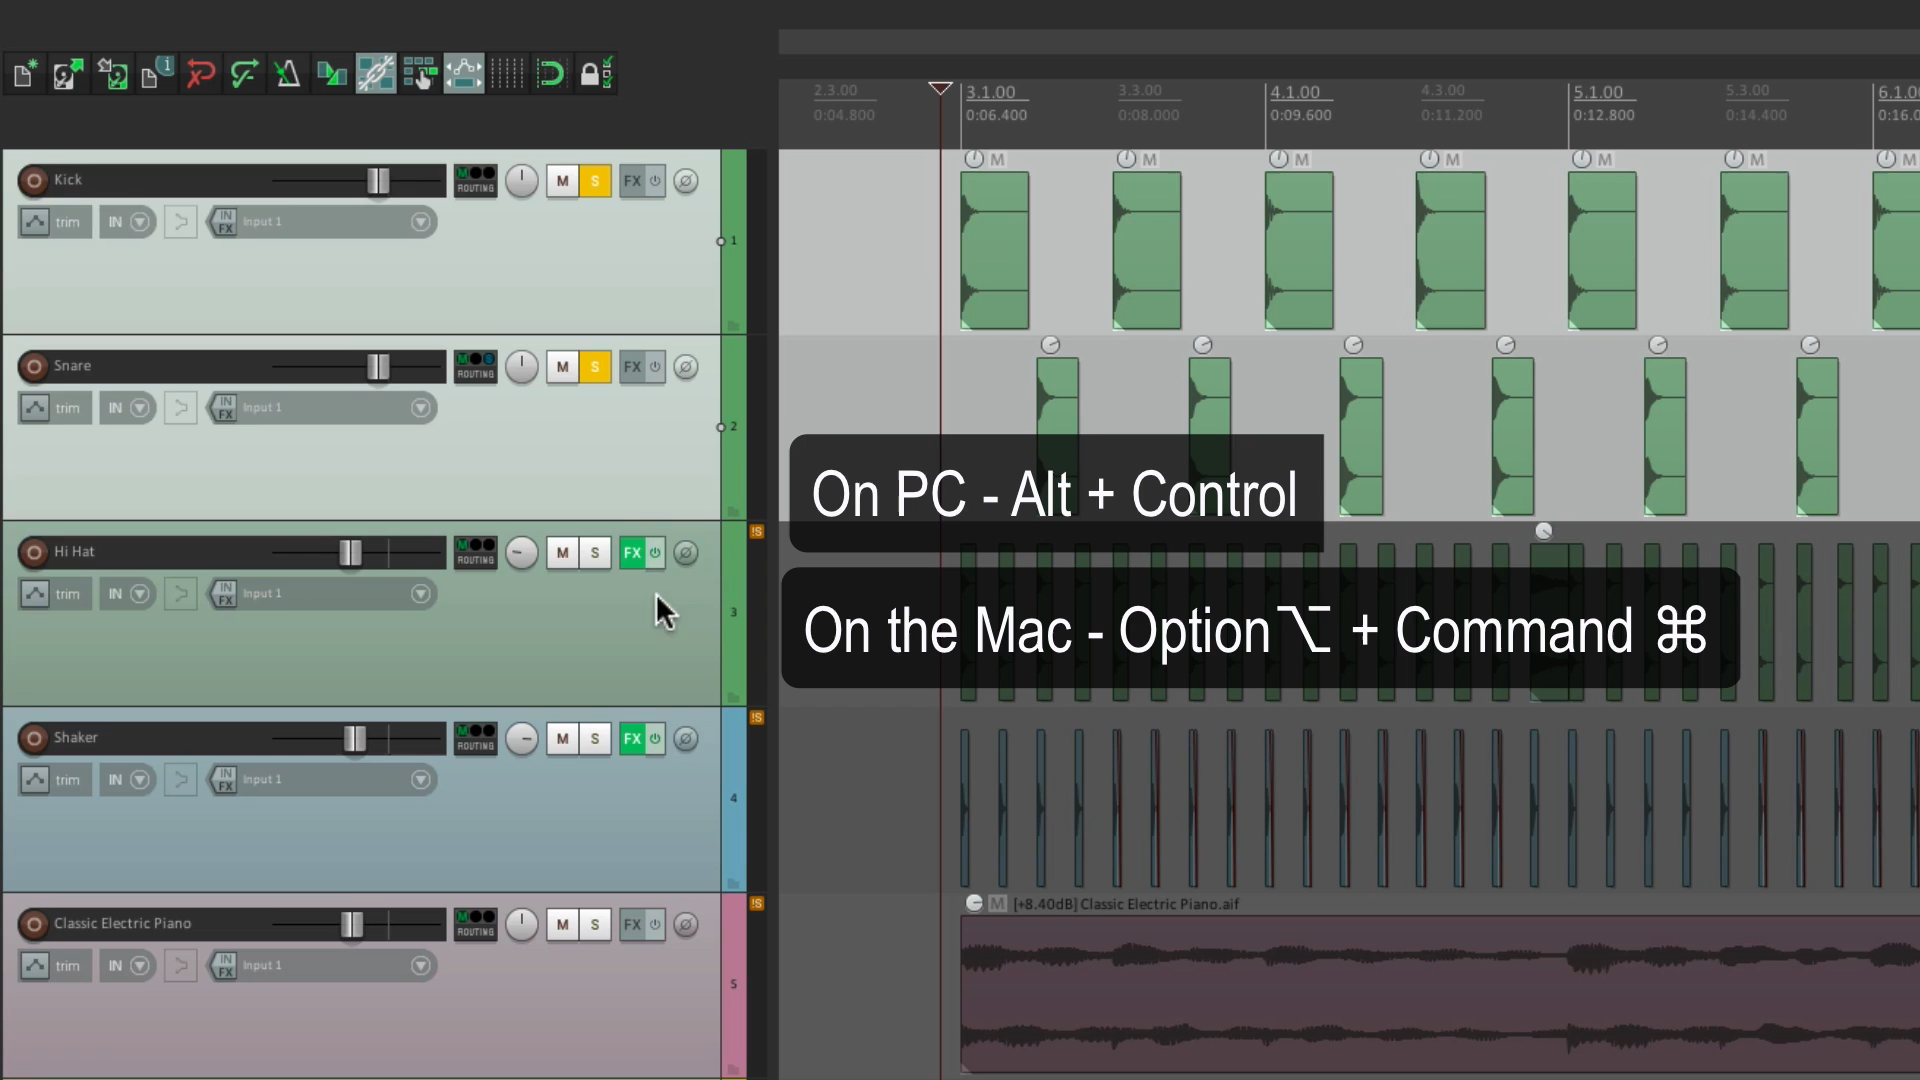 2.3.00 3.1.00 3.3.00 4.1.00 4.3.00 5.1.00 5.3.00
0:04.800 0:06.400 0:08.000 0:09.600 0:11.200 0:12.800 0:14.400
M M M M M M M
Kick ROUTING M S FX
trim IN IN FX Input 1
1
Snare ROUTING M S FX
trim IN IN FX Input 1
2
On PC - Alt + Control
Hi Hat ROUTING M S FX !S
trim IN IN FX Input 1
3
On the Mac - Option⌥ + Command ⌘
Shaker ROUTING M S FX !S
trim IN IN FX Input 1
4
Classic Electric Piano ROUTING M S FX !S
M [+8.40dB] Classic Electric Piano.aif
trim IN IN FX Input 1
5